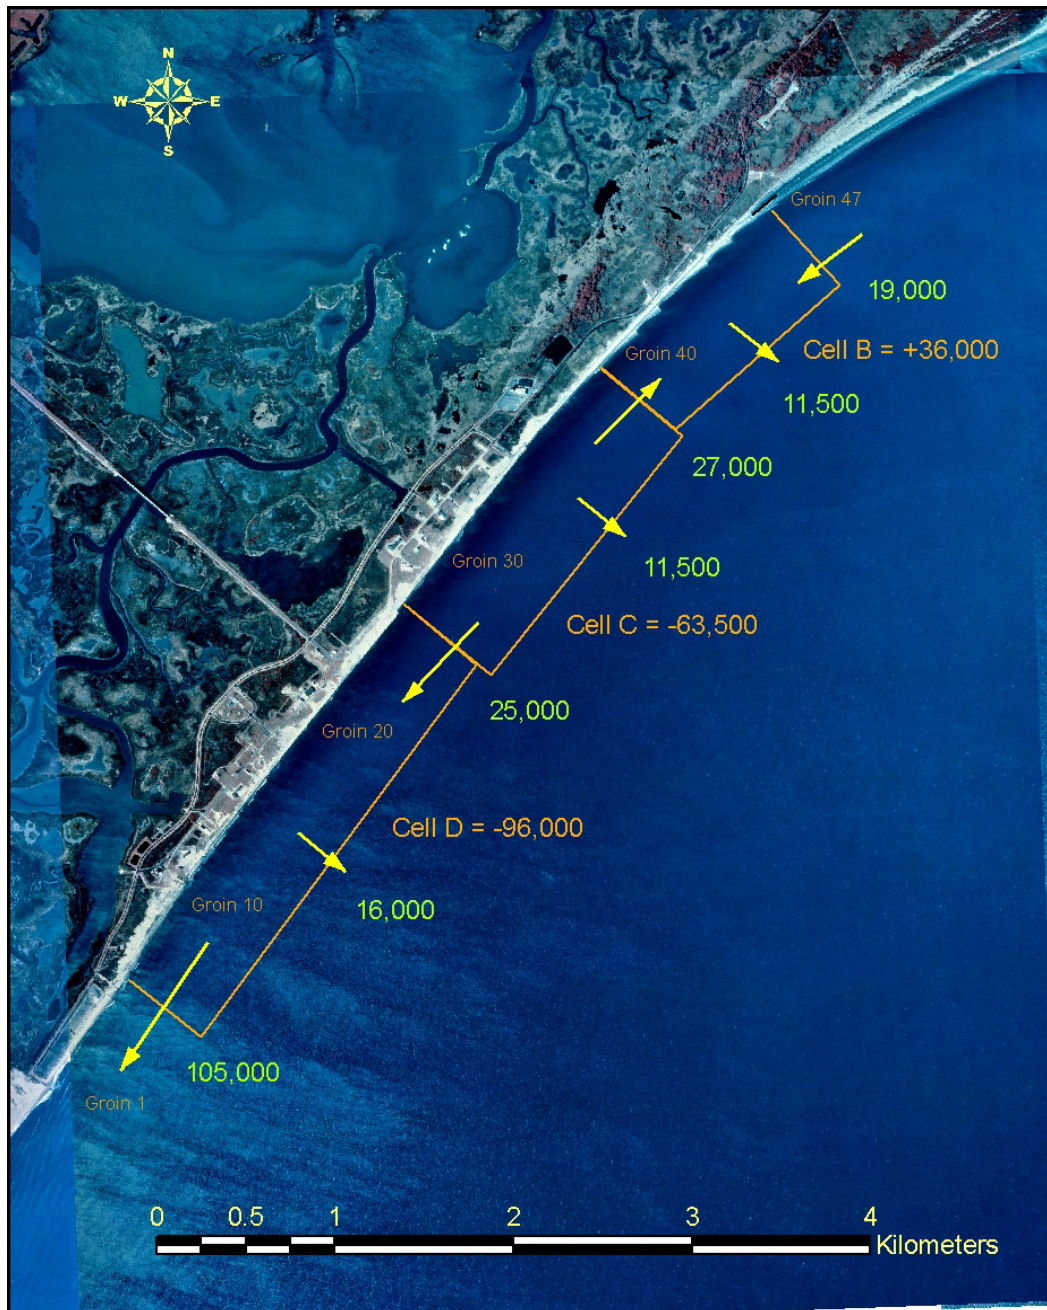 N
W E
S
Groin 47
19,000
Cell B = +36,000
Groin 40
11,500
27,000
Groin 30
11,500
Cell C = -63,500
25,000
Groin 20
Cell D = -96,000
Groin 10
16,000
105,000
Groin 1
0 0.5 1 2 3 4
Kilometers